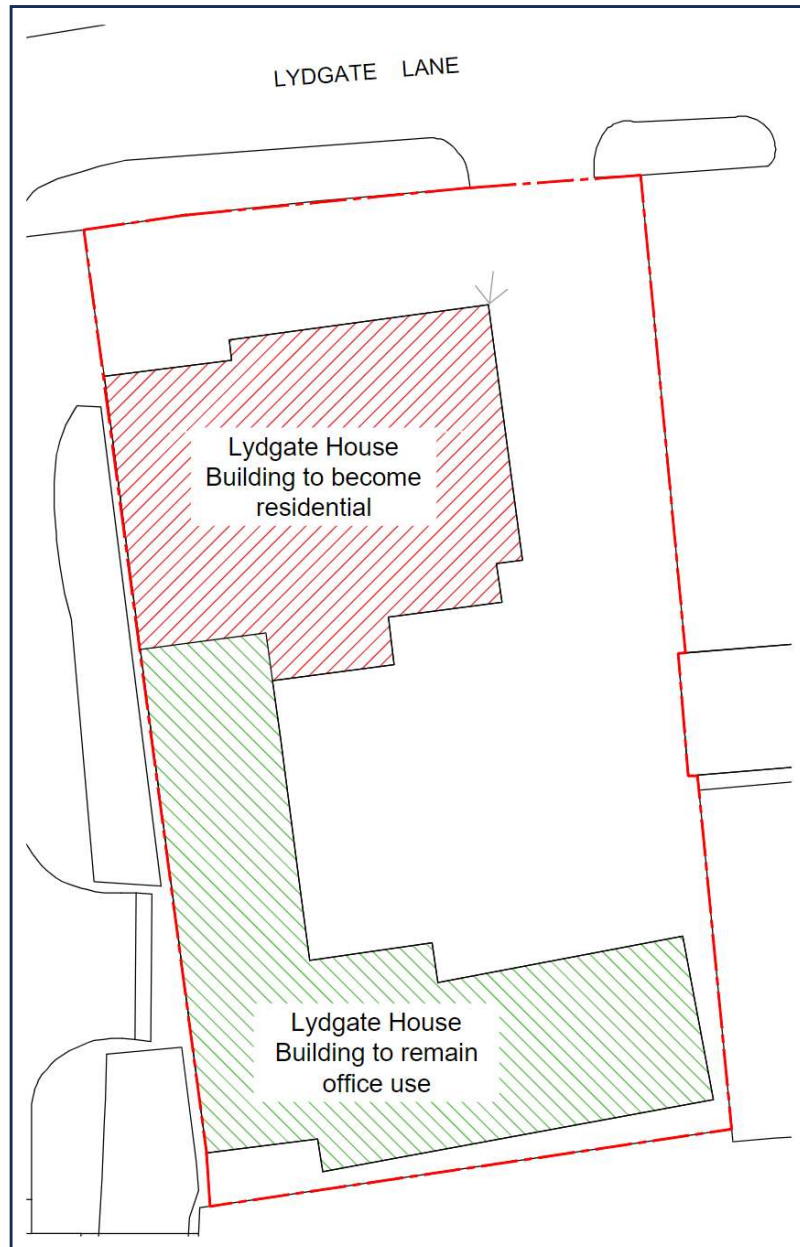 LYDGATE LANE
Lydgate House
Building to become
residential
Lydgate House
Building to remain
office use